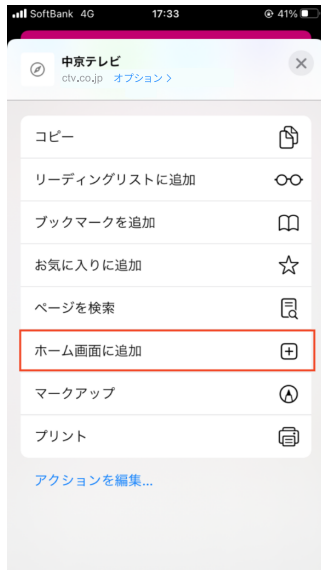 SoftBank 4G 17:33 41%
中京テレビ
ctv.co.jp オプション >
コピー
リーディングリストに追加
ブックマークを追加
お気に入りに追加
ページを検索
ホーム画面に追加
マークアップ
プリント
アクションを編集...